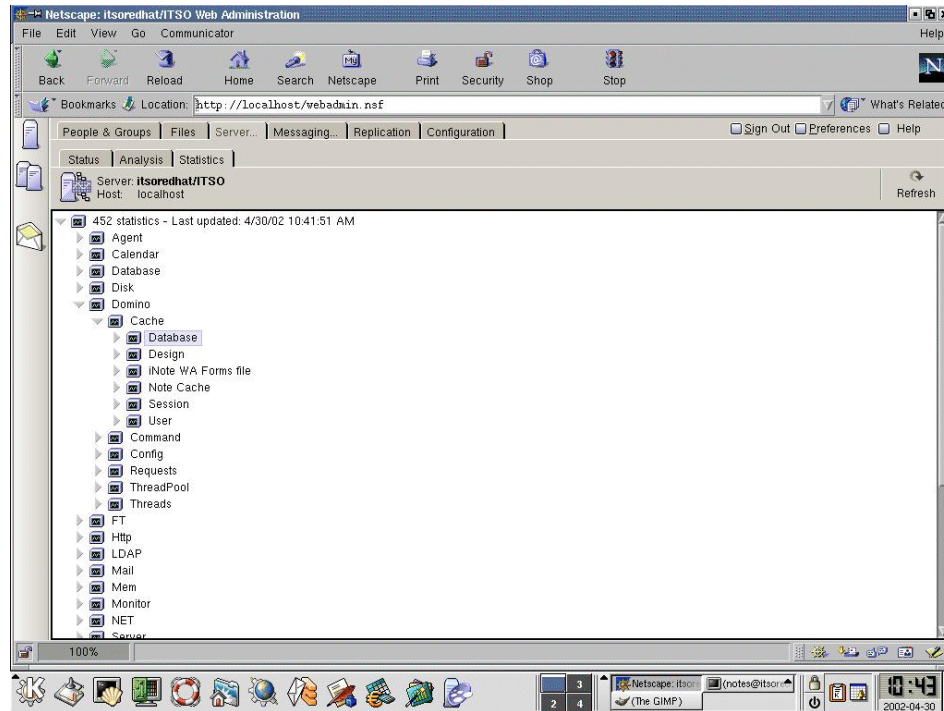 Netscape: itsoredhat/ITSO Web Administration
File Edit View Go Communicator Help
Back Forward Reload Home Search Netscape Print Security Shop Stop
My
N
Bookmarks Location: http://localhost/webadmin.nsf What's Related
People & Groups Files Server... Messaging... Replication Configuration Sign Out Preferences Help
Status Analysis Statistics
Server: itsoredhat/ITSO
Host: localhost
Refresh
452 statistics - Last updated: 4/30/02 10:41:51 AM
Agent
Calendar
Database
Disk
Domino
Cache
Database
Design
iNote WA Forms file
Note Cache
Session
User
Command
Config
Requests
ThreadPool
Threads
FT
Http
LDAP
Mail
Mem
Monitor
NET
Server
100%
3
2 4
Netscape: itsore
(notes@itsore
(The GIMP)
10:43
2002-04-30